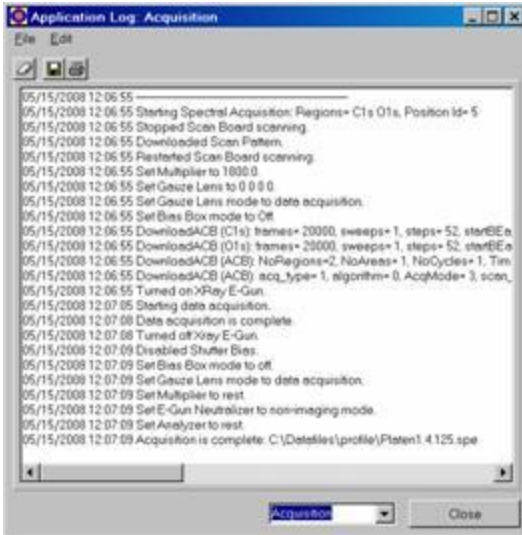 Application Log: Acquisition
File Edit
05/15/2008 12:06:55
05/15/2008 12:06:55 Starting Spectral Acquisition: Regions= C1s O1s, Position Id= 5
05/15/2008 12:06:55 Stopped Scan Board scanning.
05/15/2008 12:06:55 Downloaded Scan Pattern.
05/15/2008 12:06:55 Restarted Scan Board scanning.
05/15/2008 12:06:55 Set Multiplier to 1800.0.
05/15/2008 12:06:55 Set Gauze Lens to 0 0 0 0.
05/15/2008 12:06:55 Set Gauze Lens mode to data acquisition.
05/15/2008 12:06:55 Set Bias Box mode to Off.
05/15/2008 12:06:55 DownloadACB (C1s): frames= 20000, sweeps= 1, steps= 52, startBEa
05/15/2008 12:06:55 DownloadACB (O1s): frames= 20000, sweeps= 1, steps= 52, startBEa
05/15/2008 12:06:55 DownloadACB (ACB): NoRegions=2, NoAreas= 1, NoCycles= 1, Tim
05/15/2008 12:06:55 DownloadACB (ACB): acq_type= 1, algorithm= 0, AcqMode= 3, scan_
05/15/2008 12:06:55 Turned on XRay E-Gun.
05/15/2008 12:07:05 Starting data acquisition.
05/15/2008 12:07:08 Data acquisition is complete.
05/15/2008 12:07:08 Turned off Xray E-Gun.
05/15/2008 12:07:09 Disabled Shutter Bias.
05/15/2008 12:07:09 Set Bias Box mode to off.
05/15/2008 12:07:09 Set Gauze Lens mode to data acquisition.
05/15/2008 12:07:09 Set Multiplier to rest.
05/15/2008 12:07:09 Set E-Gun Neutralizer to non-imaging mode.
05/15/2008 12:07:09 Set Analyzer to rest.
05/15/2008 12:07:09 Acquisition is complete: C:\Datafiles\profile\Platen1.4.125.spe
Acquisition Close